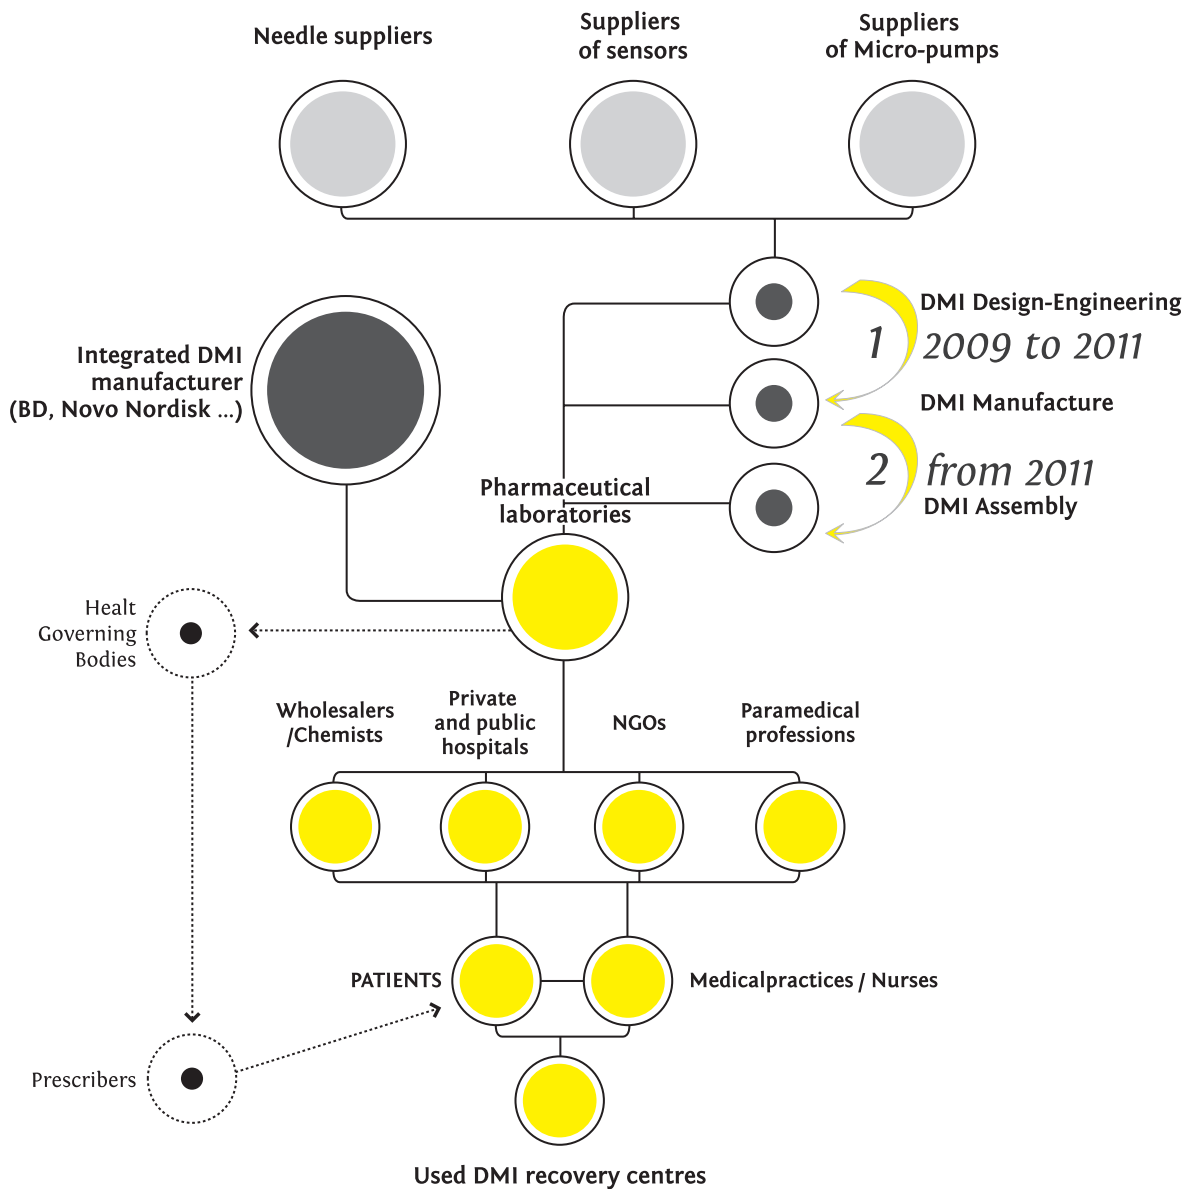 Needle suppliers
Suppliers
of sensors
Suppliers
of Micro-pumps
DMI Design-Engineering
1 2009 to 2011
Integrated DMI
manufacturer
(BD, Novo Nordisk ...)
DMI Manufacture
2 from 2011
DMI Assembly
Pharmaceutical
laboratories
Healt
Governing
Bodies
Wholesalers
/Chemists
Private
and public
hospitals
NGOs
Paramedical
professions
PATIENTS
Medicalpractices / Nurses
Prescribers
Used DMI recovery centres